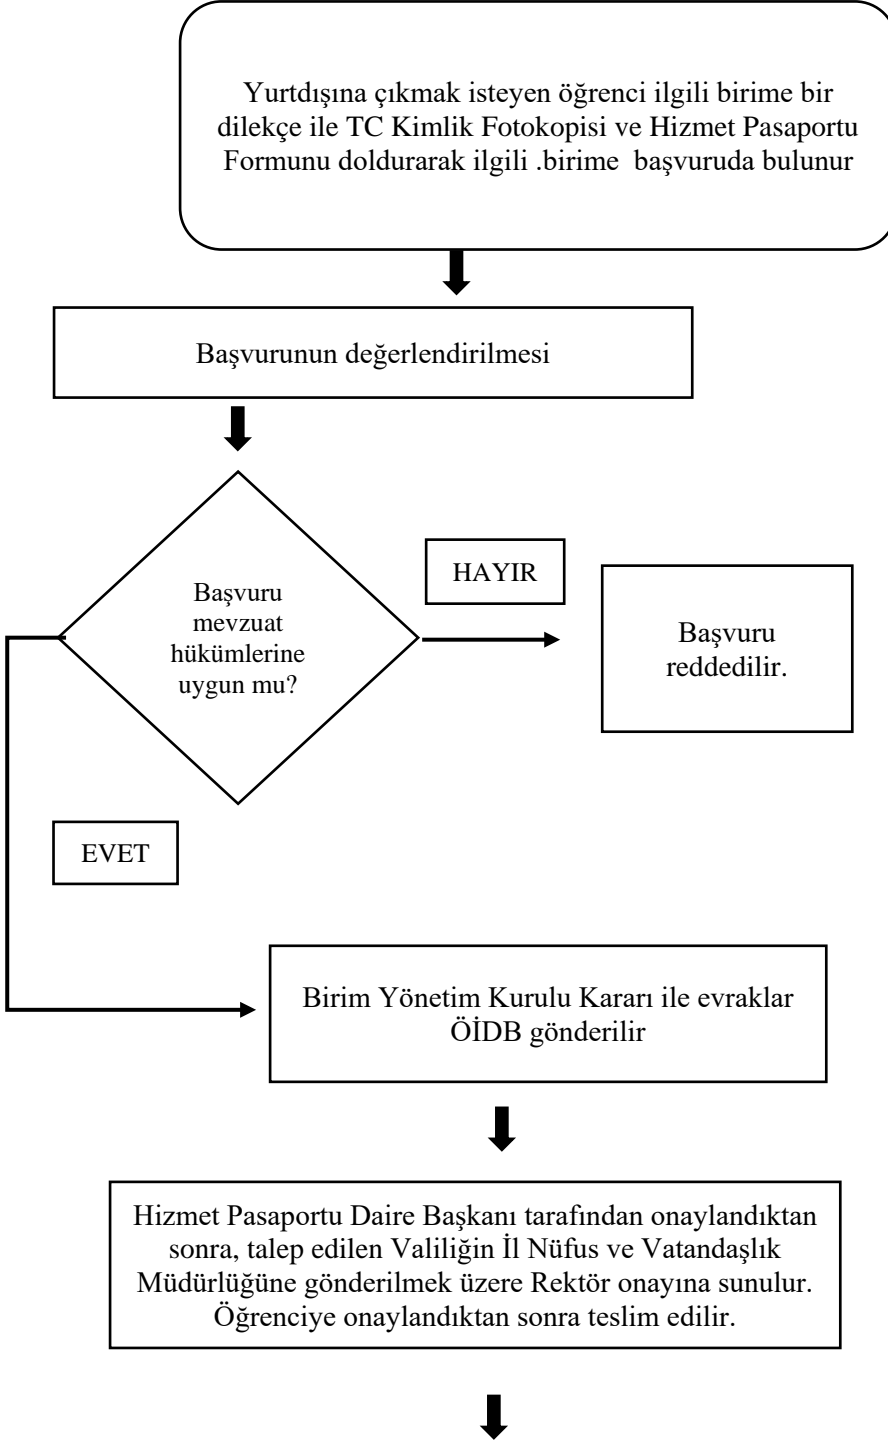 Yurtdışına çıkmak isteyen öğrenci ilgili birime bir
dilekçe ile TC Kimlik Fotokopisi ve Hizmet Pasaportu
Formunu doldurarak ilgili .birime  başvuruda bulunur
Başvurunun değerlendirilmesi
Başvuru
mevzuat
hükümlerine
uygun mu?
HAYIR
Başvuru
reddedilir.
EVET
Birim Yönetim Kurulu Kararı ile evraklar
ÖİDB gönderilir
Hizmet Pasaportu Daire Başkanı tarafından onaylandıktan
sonra, talep edilen Valiliğin İl Nüfus ve Vatandaşlık
Müdürlüğüne gönderilmek üzere Rektör onayına sunulur.
Öğrenciye onaylandıktan sonra teslim edilir.